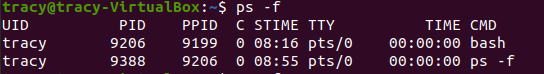 tracy@tracy-VirtualBox:~$ ps -f
UID          PID    PPID  C STIME TTY          TIME CMD
tracy       9206    9199  0 08:16 pts/0    00:00:00 bash
tracy       9388    9206  0 08:55 pts/0    00:00:00 ps -f